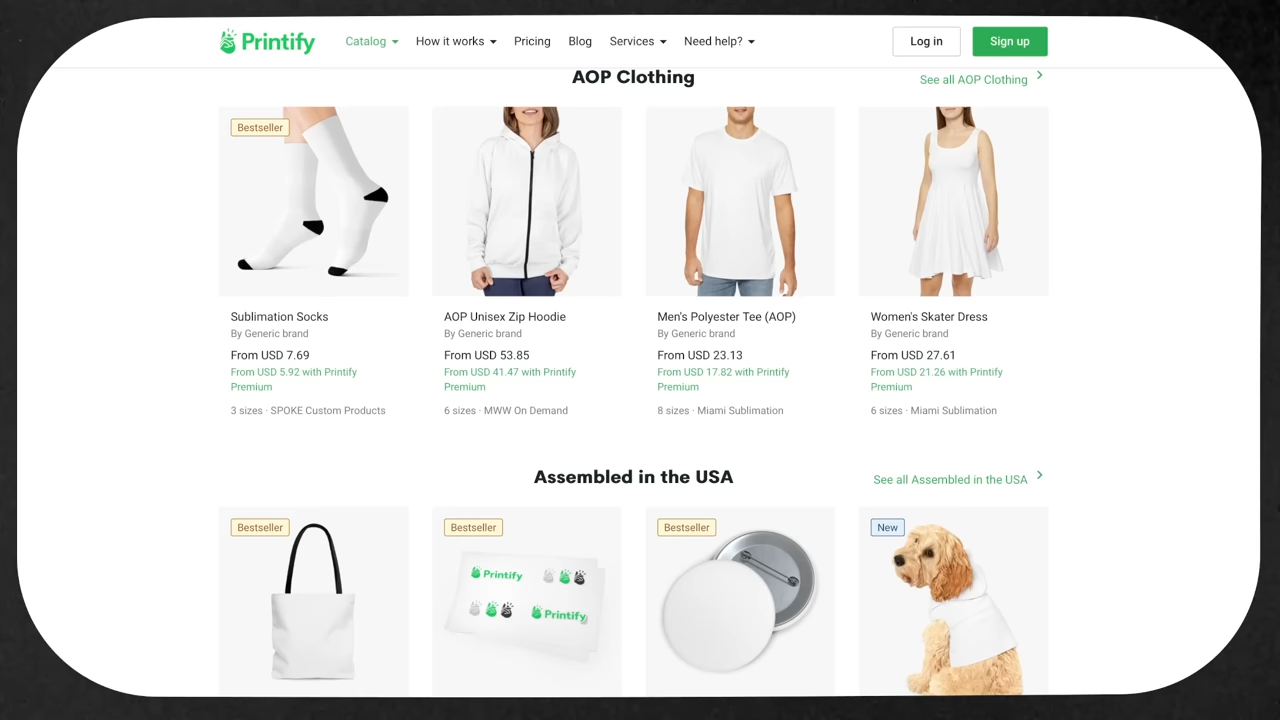 Printify
Catalog How it works Pricing Blog Services Need help? Log in Sign up
AOP Clothing
See all AOP Clothing
Bestseller
Sublimation Socks
By Generic brand
From USD 7.69
From USD 5.92 with Printify
Premium
3 sizes · SPOKE Custom Products
AOP Unisex Zip Hoodie
By Generic brand
From USD 53.85
From USD 41.47 with Printify
Premium
6 sizes · MWW On Demand
Men's Polyester Tee (AOP)
By Generic brand
From USD 23.13
From USD 17.82 with Printify
Premium
8 sizes · Miami Sublimation
Women's Skater Dress
By Generic brand
From USD 27.61
From USD 21.26 with Printify
Premium
6 sizes · Miami Sublimation
Assembled in the USA
See all Assembled in the USA
Bestseller
Bestseller
Printify
Printify
Bestseller
New